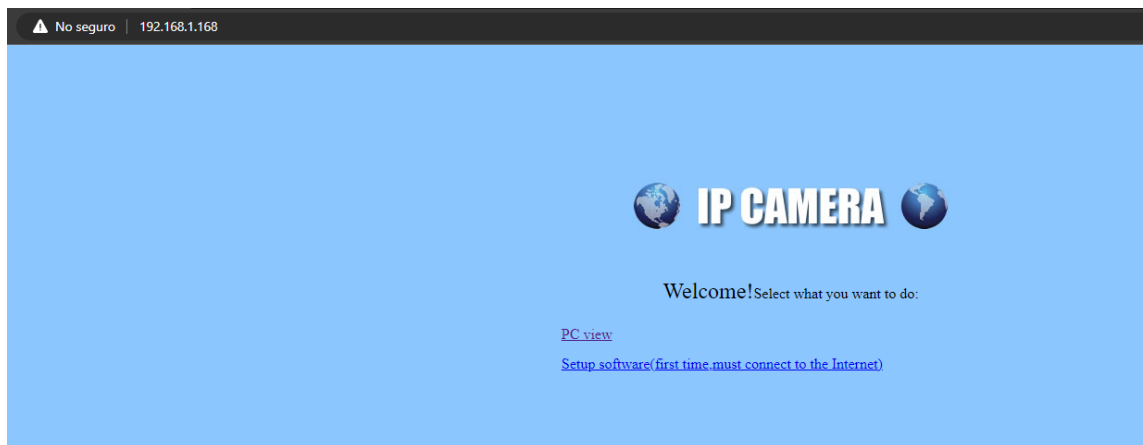 No seguro | 192.168.1.168
IP CAMERA
Welcome!Select what you want to do:
PC view
Setup software(first time,must connect to the Internet)